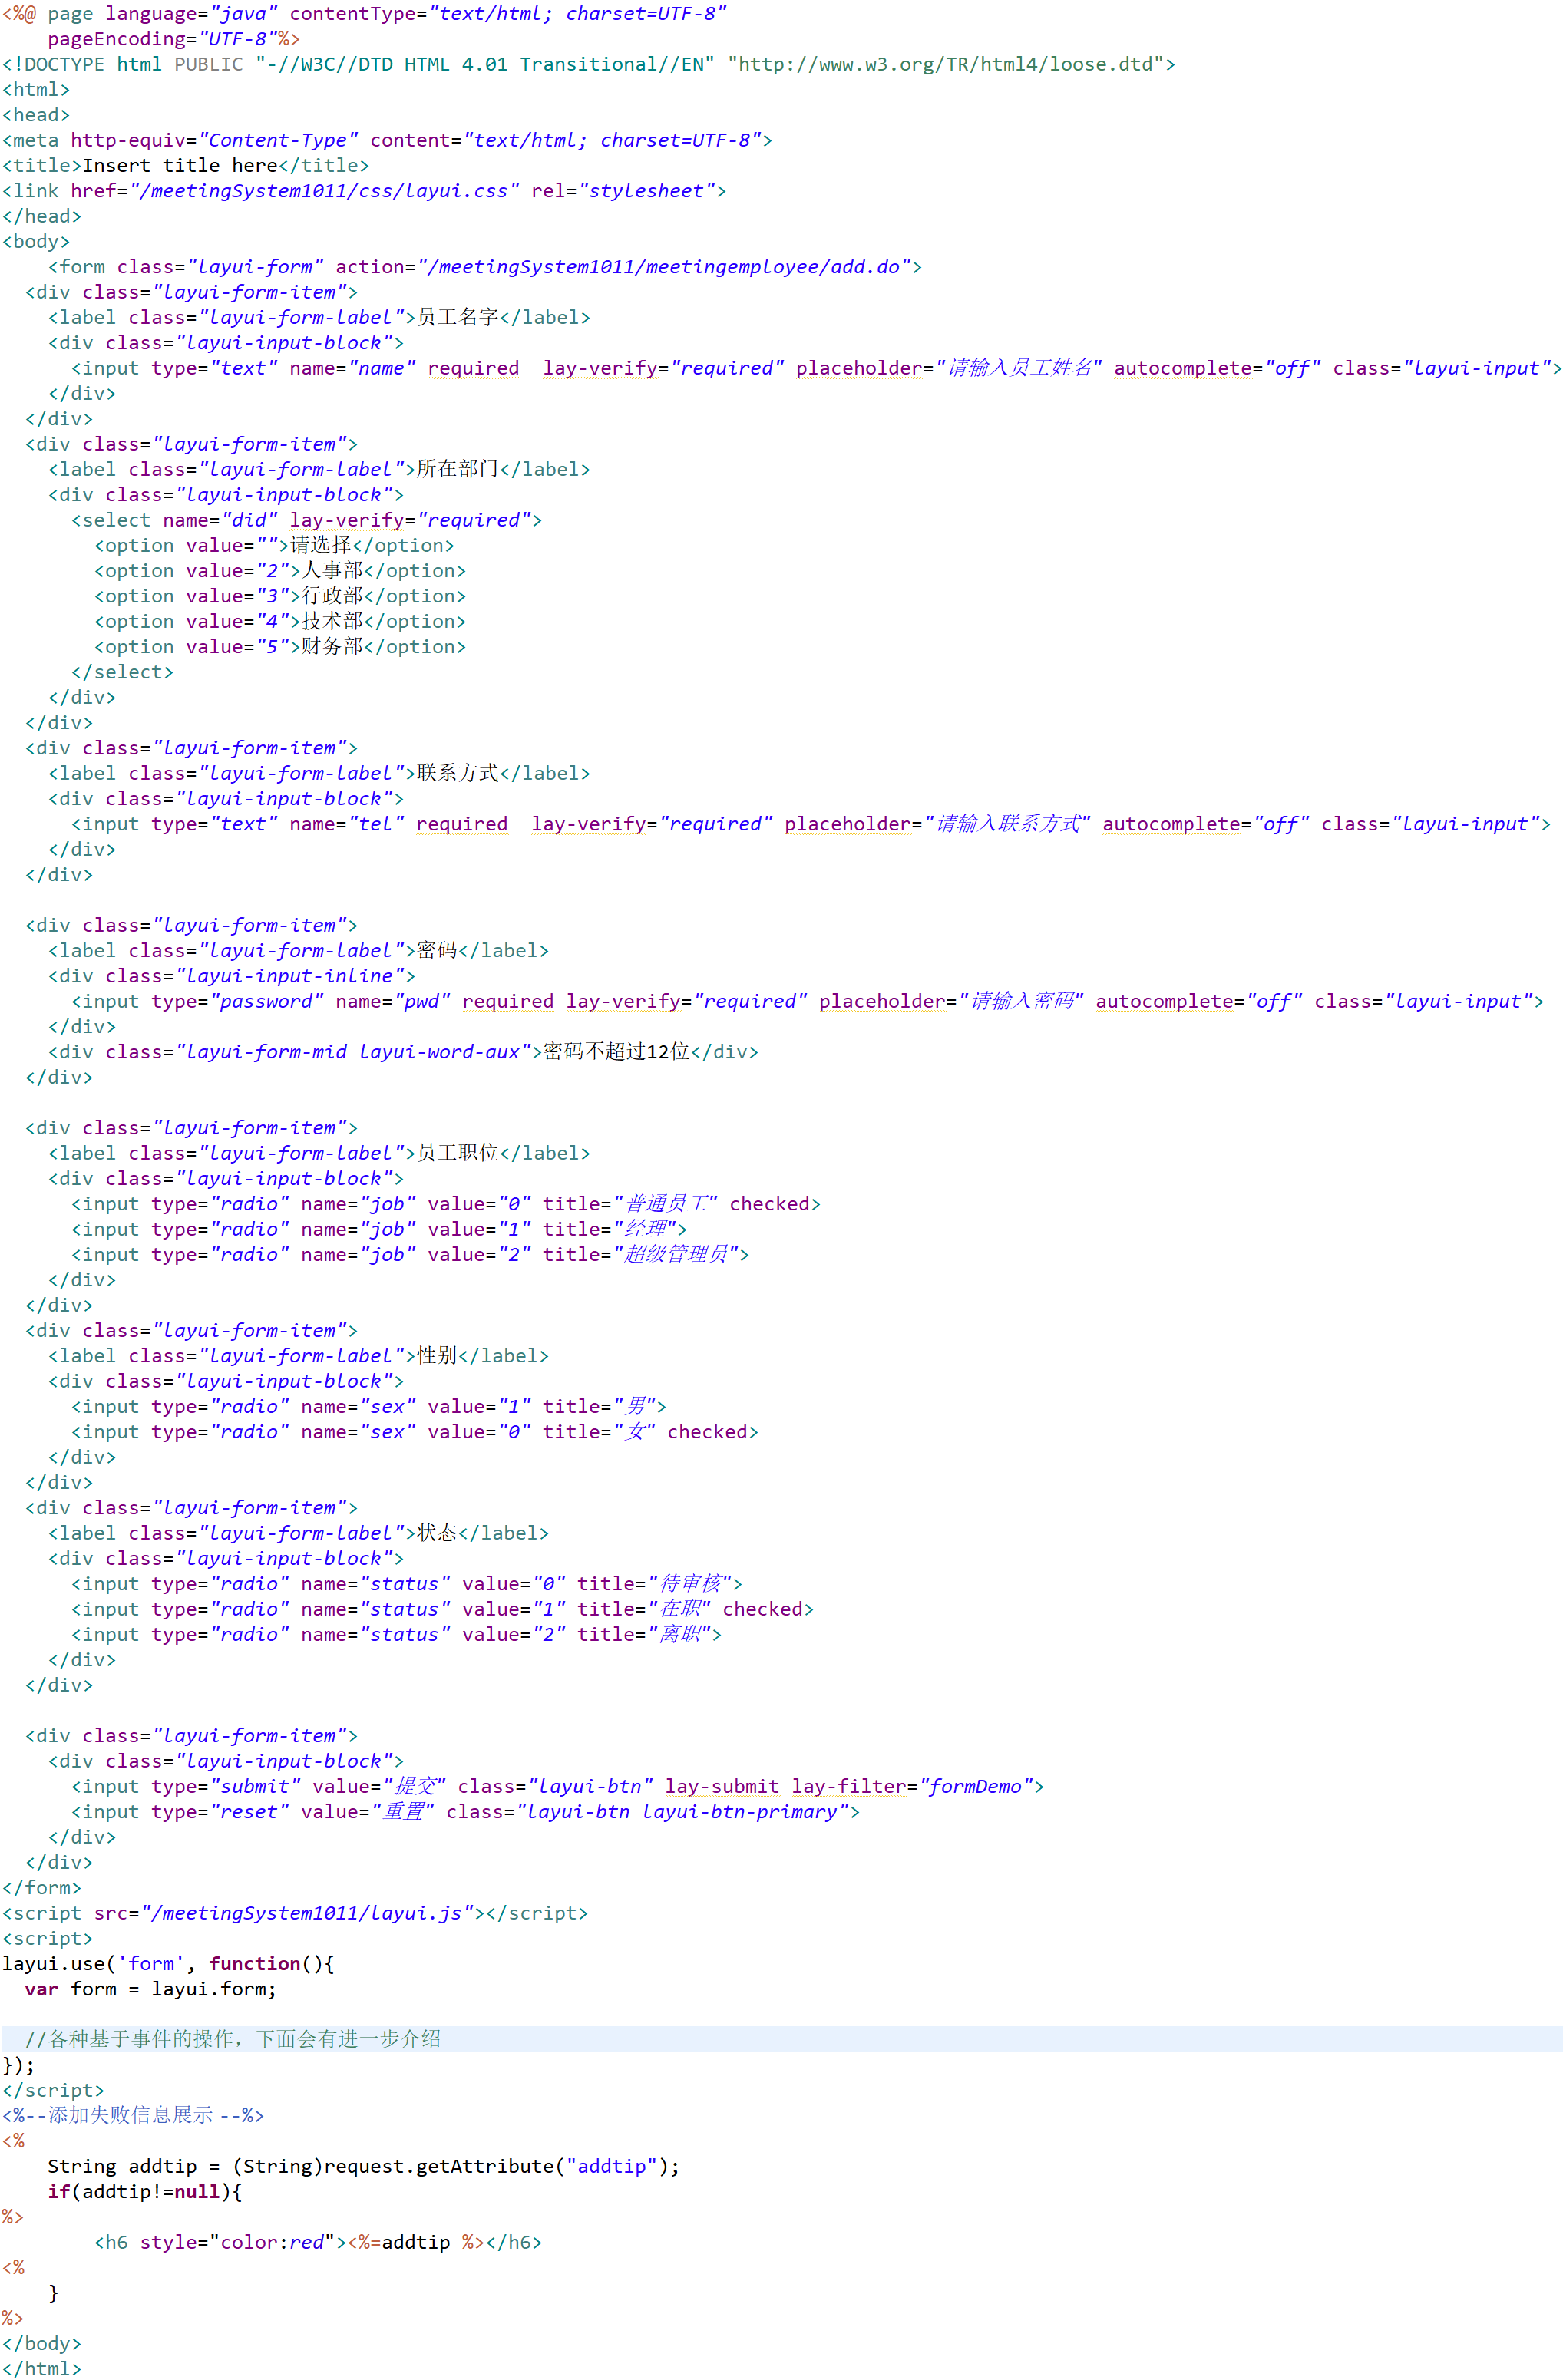 <%@ page language="java" contentType="text/html; charset=UTF-8"
    pageEncoding="UTF-8"%>
<!DOCTYPE html PUBLIC "-//W3C//DTD HTML 4.01 Transitional//EN" "http://www.w3.org/TR/html4/loose.dtd">
<html>
<head>
<meta http-equiv="Content-Type" content="text/html; charset=UTF-8">
<title>Insert title here</title>
<link href="/meetingSystem1011/css/layui.css" rel="stylesheet">
</head>
<body>
    <form class="layui-form" action="/meetingSystem1011/meetingemployee/add.do">
  <div class="layui-form-item">
    <label class="layui-form-label">员工名字</label>
    <div class="layui-input-block">
      <input type="text" name="name" required  lay-verify="required" placeholder="请输入员工姓名" autocomplete="off" class="layui-input">
    </div>
  </div>
  <div class="layui-form-item">
    <label class="layui-form-label">所在部门</label>
    <div class="layui-input-block">
      <select name="did" lay-verify="required">
        <option value="">请选择</option>
        <option value="2">人事部</option>
        <option value="3">行政部</option>
        <option value="4">技术部</option>
        <option value="5">财务部</option>
      </select>
    </div>
  </div>
  <div class="layui-form-item">
    <label class="layui-form-label">联系方式</label>
    <div class="layui-input-block">
      <input type="text" name="tel" required  lay-verify="required" placeholder="请输入联系方式" autocomplete="off" class="layui-input">
    </div>
  </div>

  <div class="layui-form-item">
    <label class="layui-form-label">密码</label>
    <div class="layui-input-inline">
      <input type="password" name="pwd" required lay-verify="required" placeholder="请输入密码" autocomplete="off" class="layui-input">
    </div>
    <div class="layui-form-mid layui-word-aux">密码不超过12位</div>
  </div>

  <div class="layui-form-item">
    <label class="layui-form-label">员工职位</label>
    <div class="layui-input-block">
      <input type="radio" name="job" value="0" title="普通员工" checked>
      <input type="radio" name="job" value="1" title="经理">
      <input type="radio" name="job" value="2" title="超级管理员">
    </div>
  </div>
  <div class="layui-form-item">
    <label class="layui-form-label">性别</label>
    <div class="layui-input-block">
      <input type="radio" name="sex" value="1" title="男">
      <input type="radio" name="sex" value="0" title="女" checked>
    </div>
  </div>
  <div class="layui-form-item">
    <label class="layui-form-label">状态</label>
    <div class="layui-input-block">
      <input type="radio" name="status" value="0" title="待审核">
      <input type="radio" name="status" value="1" title="在职" checked>
      <input type="radio" name="status" value="2" title="离职">
    </div>
  </div>

  <div class="layui-form-item">
    <div class="layui-input-block">
      <input type="submit" value="提交" class="layui-btn" lay-submit lay-filter="formDemo">
      <input type="reset" value="重置" class="layui-btn layui-btn-primary">
    </div>
  </div>
</form>
<script src="/meetingSystem1011/layui.js"></script>
<script>
layui.use('form', function(){
  var form = layui.form;

  //各种基于事件的操作，下面会有进一步介绍
});
</script>
<%--添加失败信息展示 --%>
<%
    String addtip = (String)request.getAttribute("addtip");
    if(addtip!=null){
%>
        <h6 style="color:red"><%=addtip %></h6>
<%
    }
%>
</body>
</html>